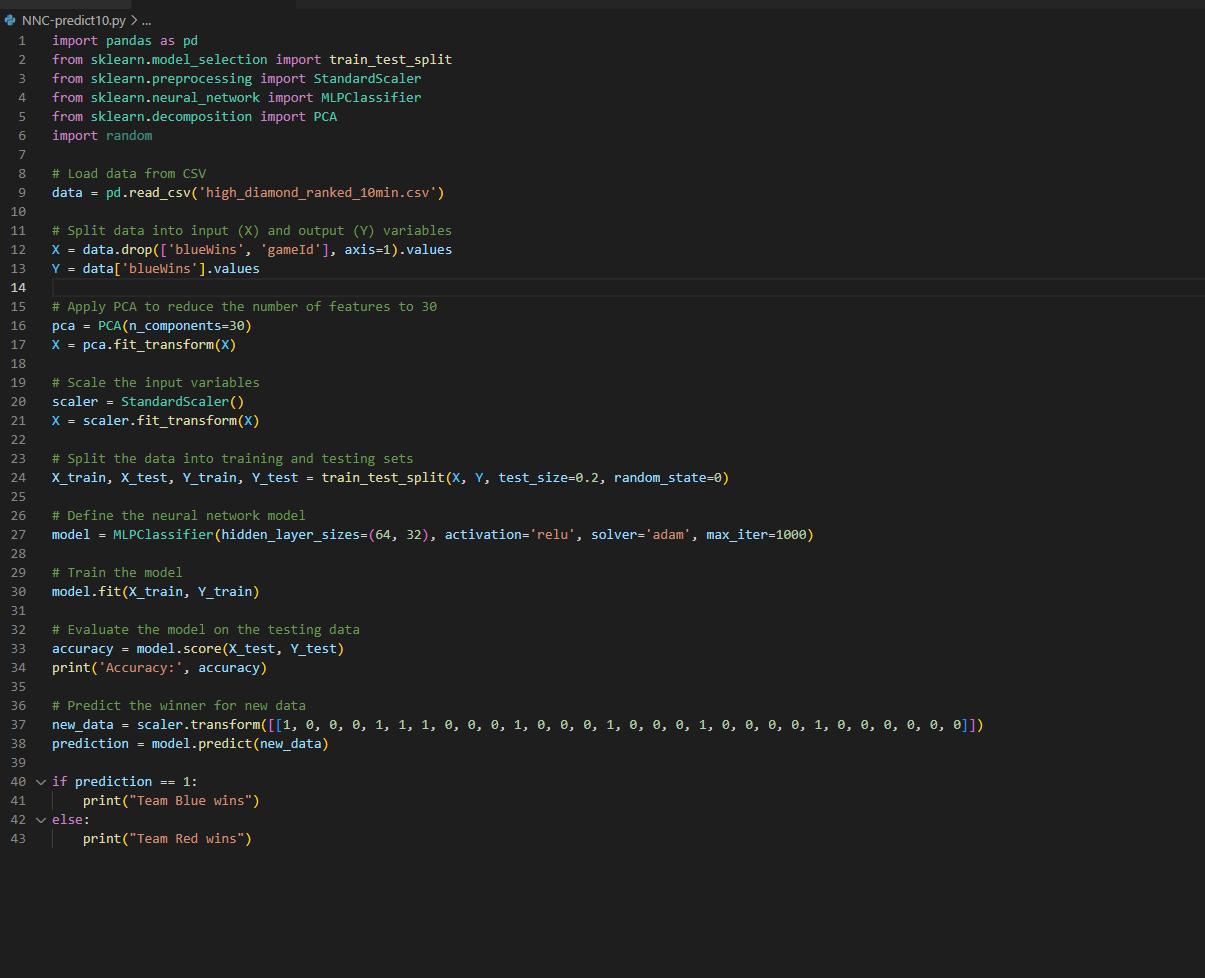 NNC-predict10.py > ...
1 import pandas as pd
2 from sklearn.model_selection import train_test_split
3 from sklearn.preprocessing import StandardScaler
4 from sklearn.neural_network import MLPClassifier
5 from sklearn.decomposition import PCA
6 import random
7
8 # Load data from CSV
9 data = pd.read_csv('high_diamond_ranked_10min.csv')
10
11 # Split data into input (X) and output (Y) variables
12 X = data.drop(['blueWins', 'gameId'], axis=1).values
13 Y = data['blueWins'].values
14
15 # Apply PCA to reduce the number of features to 30
16 pca = PCA(n_components=30)
17 X = pca.fit_transform(X)
18
19 # Scale the input variables
20 scaler = StandardScaler()
21 X = scaler.fit_transform(X)
22
23 # Split the data into training and testing sets
24 X_train, X_test, Y_train, Y_test = train_test_split(X, Y, test_size=0.2, random_state=0)
25
26 # Define the neural network model
27 model = MLPClassifier(hidden_layer_sizes=(64, 32), activation='relu', solver='adam', max_iter=1000)
28
29 # Train the model
30 model.fit(X_train, Y_train)
31
32 # Evaluate the model on the testing data
33 accuracy = model.score(X_test, Y_test)
34 print('Accuracy:', accuracy)
35
36 # Predict the winner for new data
37 new_data = scaler.transform([[1, 0, 0, 0, 1, 1, 1, 0, 0, 0, 1, 0, 0, 0, 1, 0, 0, 0, 1, 0, 0, 0, 0, 1, 0, 0, 0, 0, 0, 0]])
38 prediction = model.predict(new_data)
39
40 if prediction == 1:
41     print("Team Blue wins")
42 else:
43     print("Team Red wins")